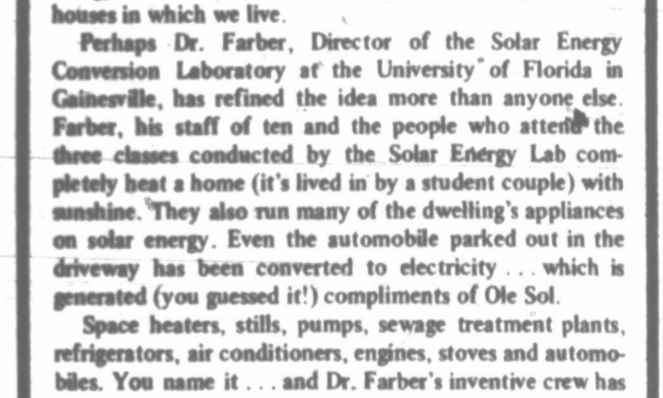 houses in which we live.
Perhaps Dr. Farber, Director of the Solar Energy
Conversion Laboratory at the University of Florida in
Gainesville, has refined the idea more than anyone else.
Farber, his staff of ten and the people who attend the
three classes conducted by the Solar Energy Lab com-
pletely heat a home (it's lived in by a student couple) with
sunshine. They also run many of the dwelling's appliances
on solar energy. Even the automobile parked out in the
driveway has been converted to electricity . . . which is
generated (you guessed it!) compliments of Ole Sol.
Space heaters, stills, pumps, sewage treatment plants,
refrigerators, air conditioners, engines, stoves and automo-
biles. You name it . . . and Dr. Farber's inventive crew has